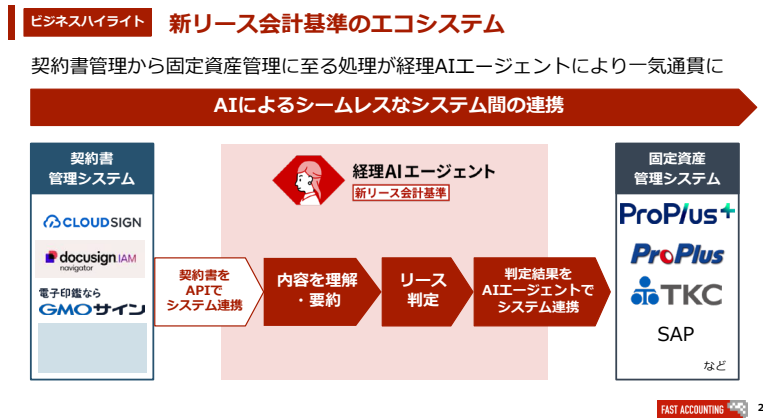 ビジネスハイライト
新リース会計基準のエコシステム
契約書管理から固定資産管理に至る処理が経理AIエージェントにより一気通貫に
AIによるシームレスなシステム間の連携
契約書
管理システム
CLOUDSIGN
docusign IAM
navigator
電子印鑑なら
GMOサイン
契約書を
APIで
システム連携
経理AIエージェント
新リース会計基準
内容を理解
・要約
リース
判定
判定結果を
AIエージェントで
システム連携
固定資産
管理システム
ProPlus+
ProPlus
TKC
SAP
など
FAST ACCOUNTING
2